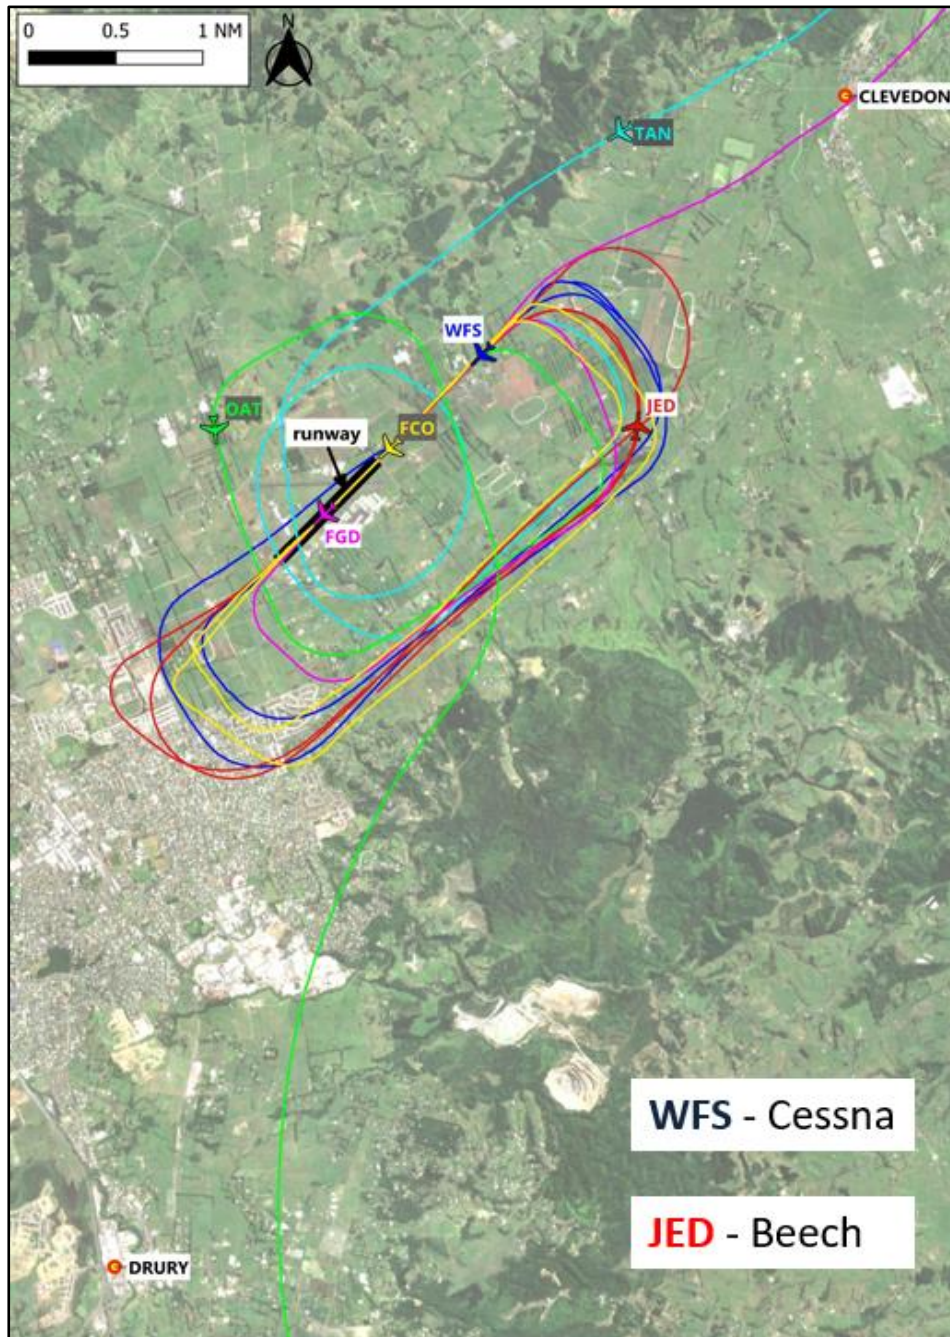 0 0.5 1 NM
N
CLEVEDON
TAN
WFS
OAT
FCO
JED
runway
FGD
WFS - Cessna
JED - Beech
DRURY